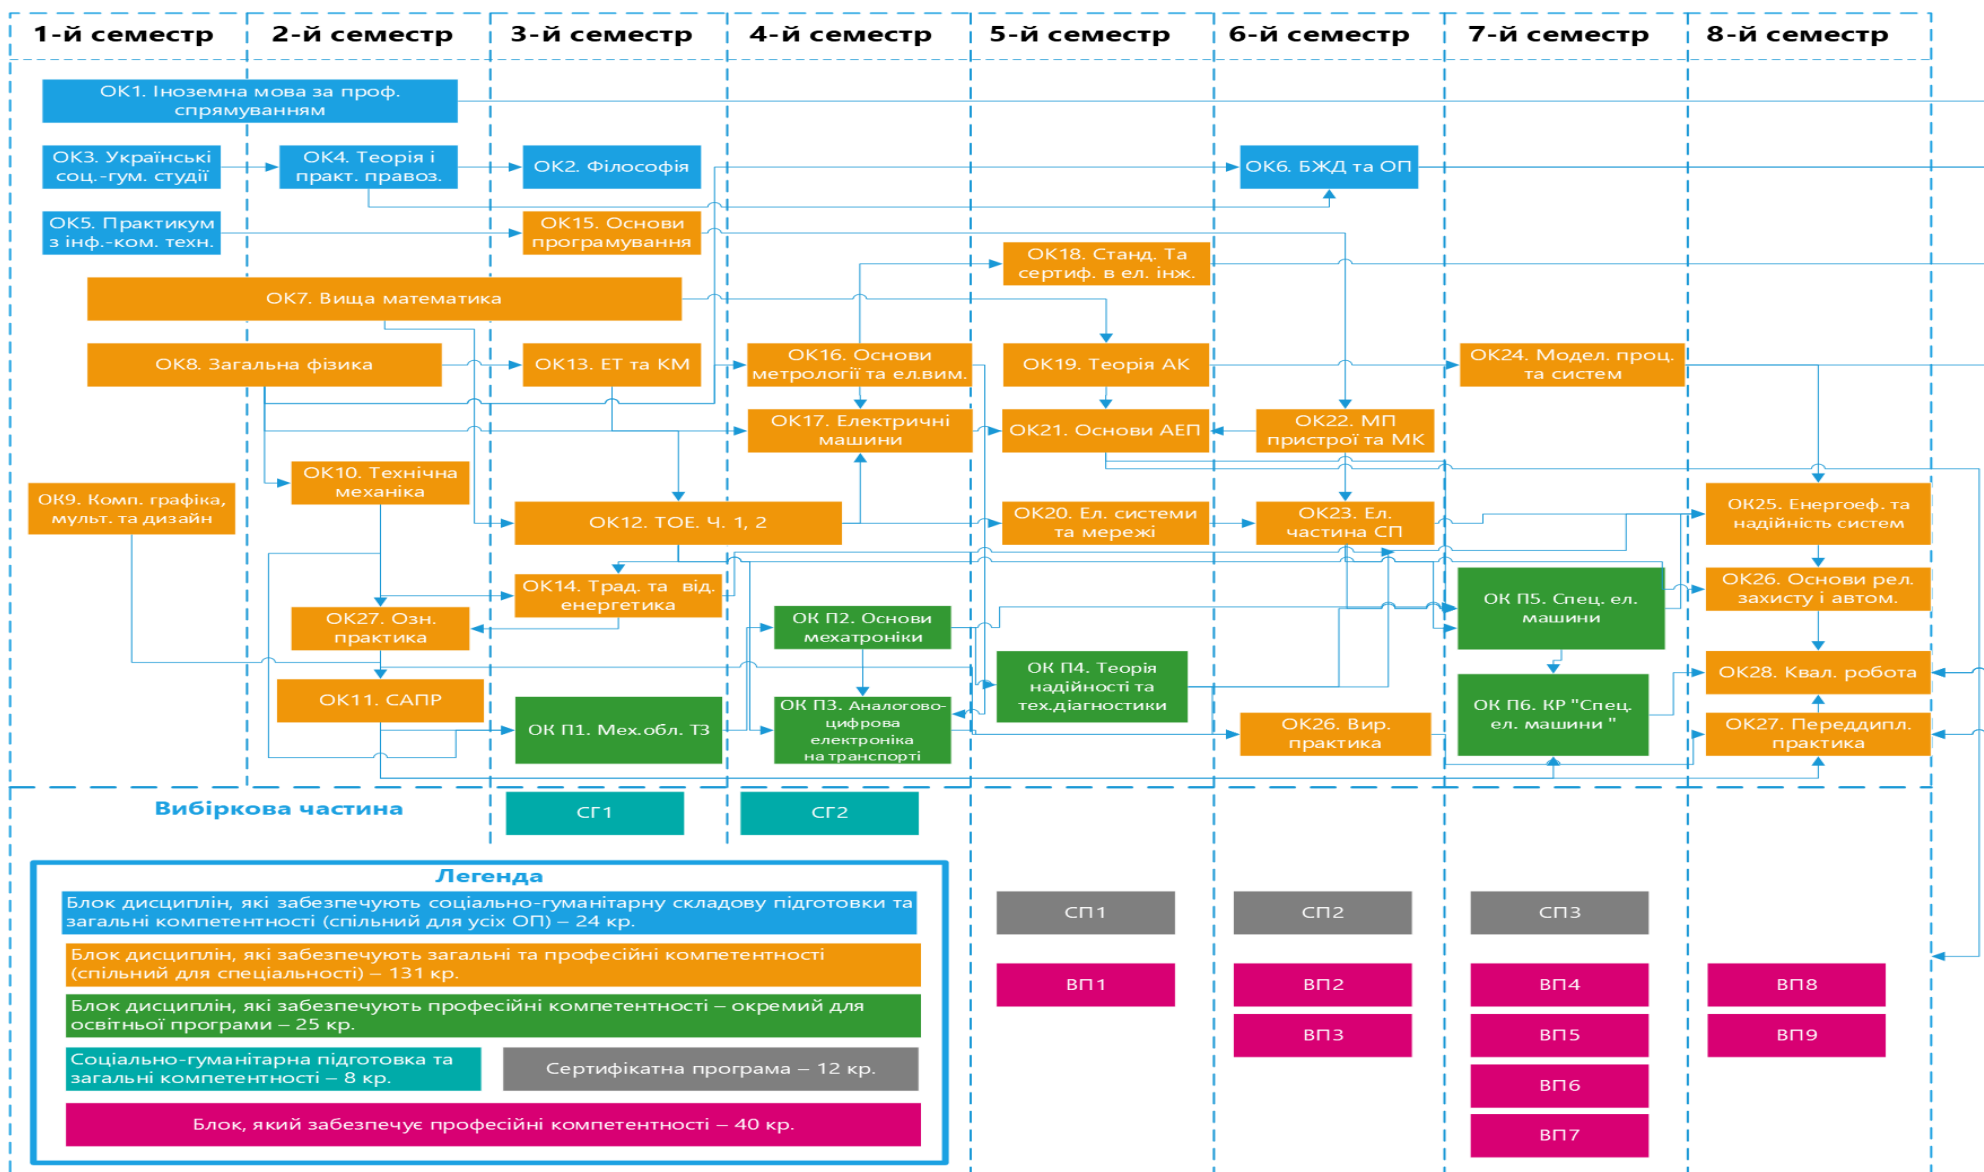 1-й семестр
2-й семестр
3-й семестр
4-й семестр
5-й семестр
6-й семестр
7-й семестр
8-й семестр
ОК1. Іноземна мова за проф.
спрямуванням
ОК3. Українські
соц.-гум. студії
ОК4. Теорія і
практ. правоз.
ОК2. Філософія
ОК6. БЖД та ОП
ОК5. Практикум
з інф.-ком. техн.
ОК15. Основи
програмування
ОК18. Станд. Та
сертиф. в ел. інж.
ОК7. Вища математика
ОК8. Загальна фізика
ОК13. ЕТ та КМ
ОК16. Основи
метрології та ел.вим.
ОК19. Теорія АК
ОК24. Модел. проц.
та систем
ОК17. Електричні
машини
ОК21. Основи АЕП
ОК22. МП
пристрої та МК
ОК10. Технічна
механіка
ОК9. Комп. графіка,
мульт. та дизайн
ОК12. ТОЕ. Ч. 1, 2
ОК20. Ел. системи
та мережі
ОК23. Ел.
частина СП
ОК25. Енергоеф. та
надійність систем
ОК14. Трад. та від.
енергетика
ОК П5. Спец. ел.
машини
ОК26. Основи рел.
захисту і автом.
ОК27. Озн.
практика
ОК П2. Основи
мехатроніки
ОК П4. Теорія
надійності та
тех.діагностики
ОК28. Квал. робота
ОК11. САПР
ОК П1. Мех.обл. ТЗ
ОК П3. Аналогово-
цифрова
електроніка
на транспорті
ОК26. Вир.
практика
ОК П6. КР "Спец.
ел. машини "
ОК27. Переддипл.
практика
Вибіркова частина
СГ1
СГ2
Легенда
Блок дисциплін, які забезпечують соціально-гуманітарну складову підготовки та
загальні компетентності (спільний для усіх ОП) – 24 кр.
Блок дисциплін, які забезпечують загальні та професійні компетентності
(спільний для спеціальності) – 131 кр.
Блок дисциплін, які забезпечують професійні компетентності – окремий для
освітньої програми – 25 кр.
Соціально-гуманітарна підготовка та
загальні компетентності – 8 кр.
Сертифікатна програма – 12 кр.
Блок, який забезпечує професійні компетентності – 40 кр.
СП1
СП2
СП3
ВП1
ВП2
ВП4
ВП8
ВП3
ВП5
ВП9
ВП6
ВП7